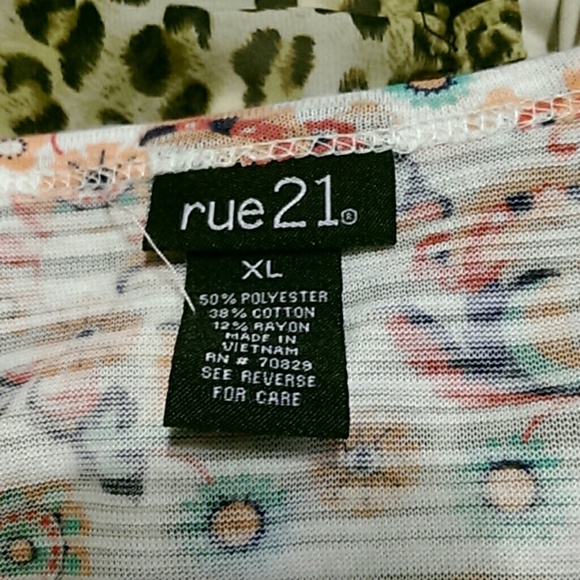 rue21®
XL
50% POLYESTER
38% COTTON
12% RAYON
MADE IN
VIETNAM
RN # 70829
SEE REVERSE
FOR CARE